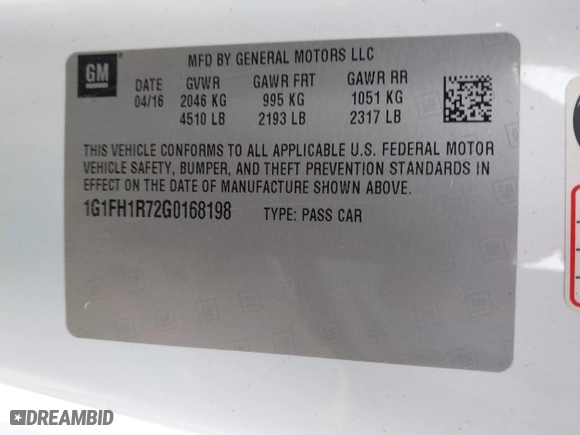 GM
MFD BY GENERAL MOTORS LLC
DATE GVWR GAWR FRT GAWR RR
04/16 2046 KG 995 KG 1051 KG
4510 LB 2193 LB 2317 LB
THIS VEHICLE CONFORMS TO ALL APPLICABLE U.S. FEDERAL MOTOR
VEHICLE SAFETY, BUMPER, AND THEFT PREVENTION STANDARDS IN
EFFECT ON THE DATE OF MANUFACTURE SHOWN ABOVE.
1G1FH1R72G0168198 TYPE: PASS CAR
DREAMBID